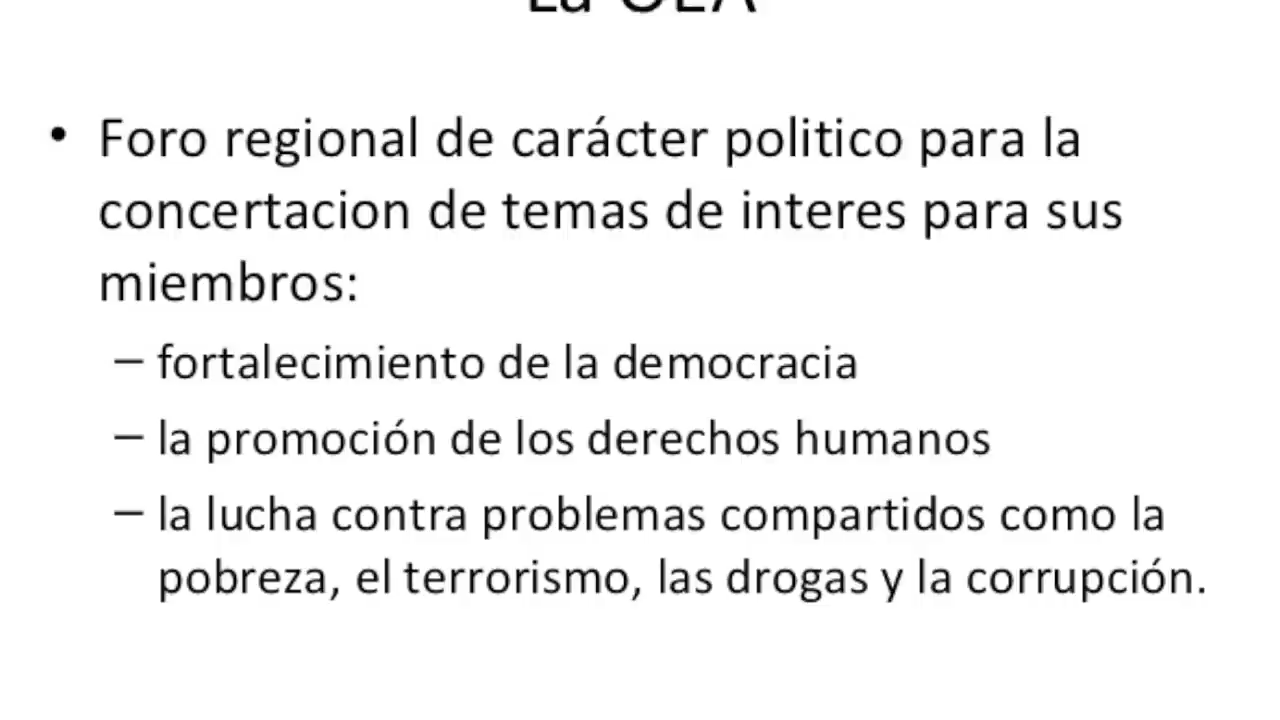 La OEA
• Foro regional de carácter politico para la
concertacion de temas de interes para sus
miembros:
– fortalecimiento de la democracia
– la promoción de los derechos humanos
– la lucha contra problemas compartidos como la
pobreza, el terrorismo, las drogas y la corrupción.